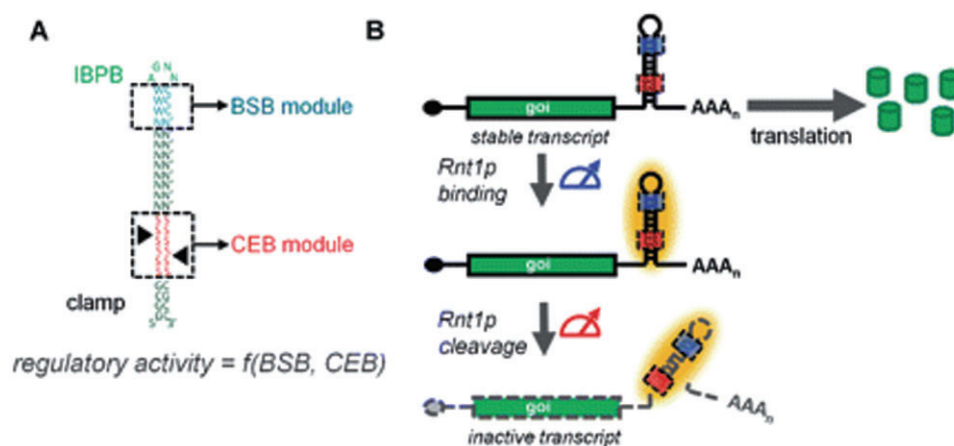 A
IBPB
A G N N
BSB module
CEB module
clamp
regulatory activity = f(BSB, CEB)
B
goi
AAAn
stable transcript
translation
Rnt1p
binding
goi
AAAn
Rnt1p
cleavage
goi
AAAn
inactive transcript